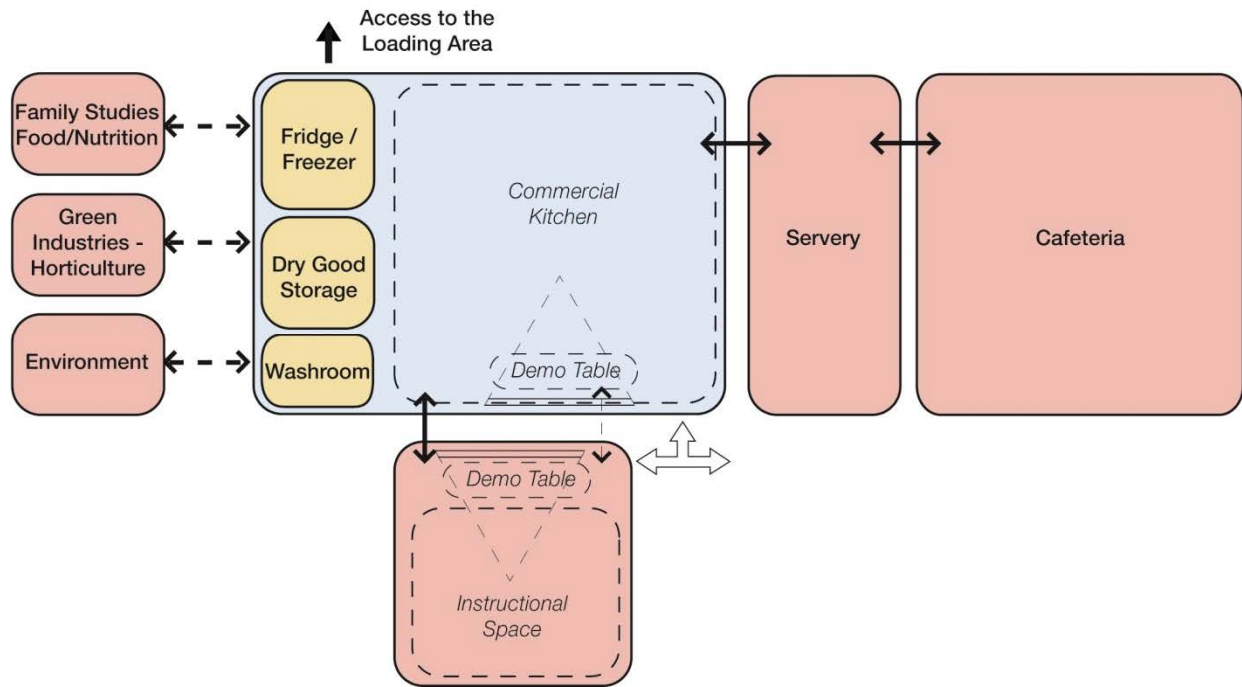 Access to the
Loading Area
Family Studies
Food/Nutrition
Fridge /
Freezer
Commercial
Kitchen
Green
Industries -
Horticulture
Dry Good
Storage
Servery
Cafeteria
Environment
Washroom
Demo Table
Demo Table
Instructional
Space